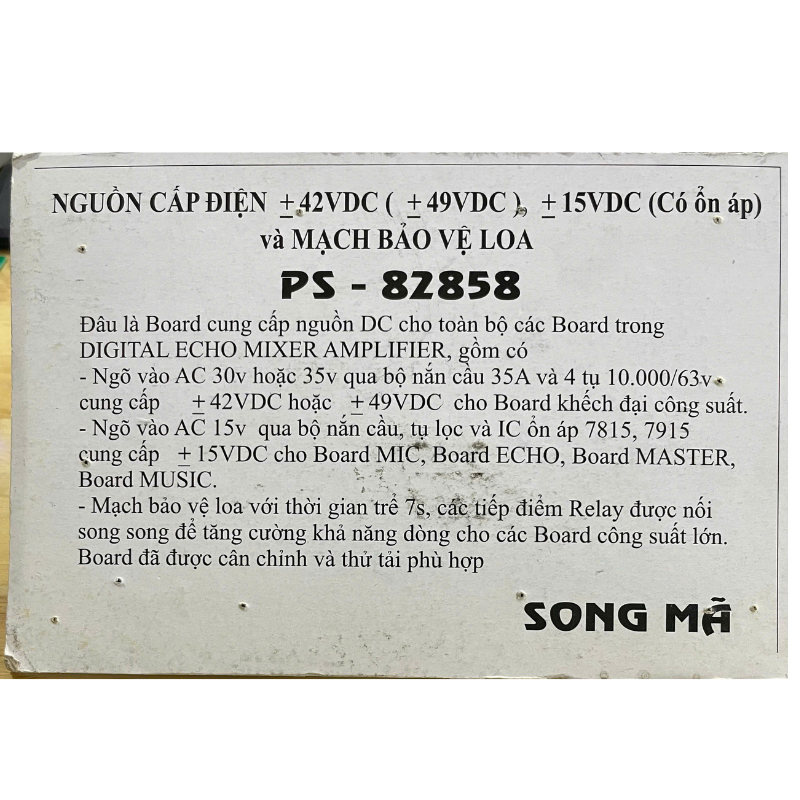 NGUỒN CẤP ĐIỆN ±42VDC ( ±49VDC ), ±15VDC (Có ổn áp)
và MẠCH BẢO VỆ LOA
PS - 82858
Đâu là Board cung cấp nguồn DC cho toàn bộ các Board trong
DIGITAL ECHO MIXER AMPLIFIER, gồm có
- Ngõ vào AC 30v hoặc 35v qua bộ nắn cầu 35A và 4 tụ 10.000/63v
cung cấp ±42VDC hoặc ±49VDC cho Board khếch đại công suất.
- Ngõ vào AC 15v qua bộ nắn cầu, tụ lọc và IC ổn áp 7815, 7915
cung cấp ±15VDC cho Board MIC, Board ECHO, Board MASTER,
Board MUSIC.
- Mạch bảo vệ loa với thời gian trể 7s, các tiếp điểm Relay được nối
song song để tăng cường khả năng dòng cho các Board công suất lớn.
Board đã được cân chỉnh và thử tải phù hợp
SONG MÃ